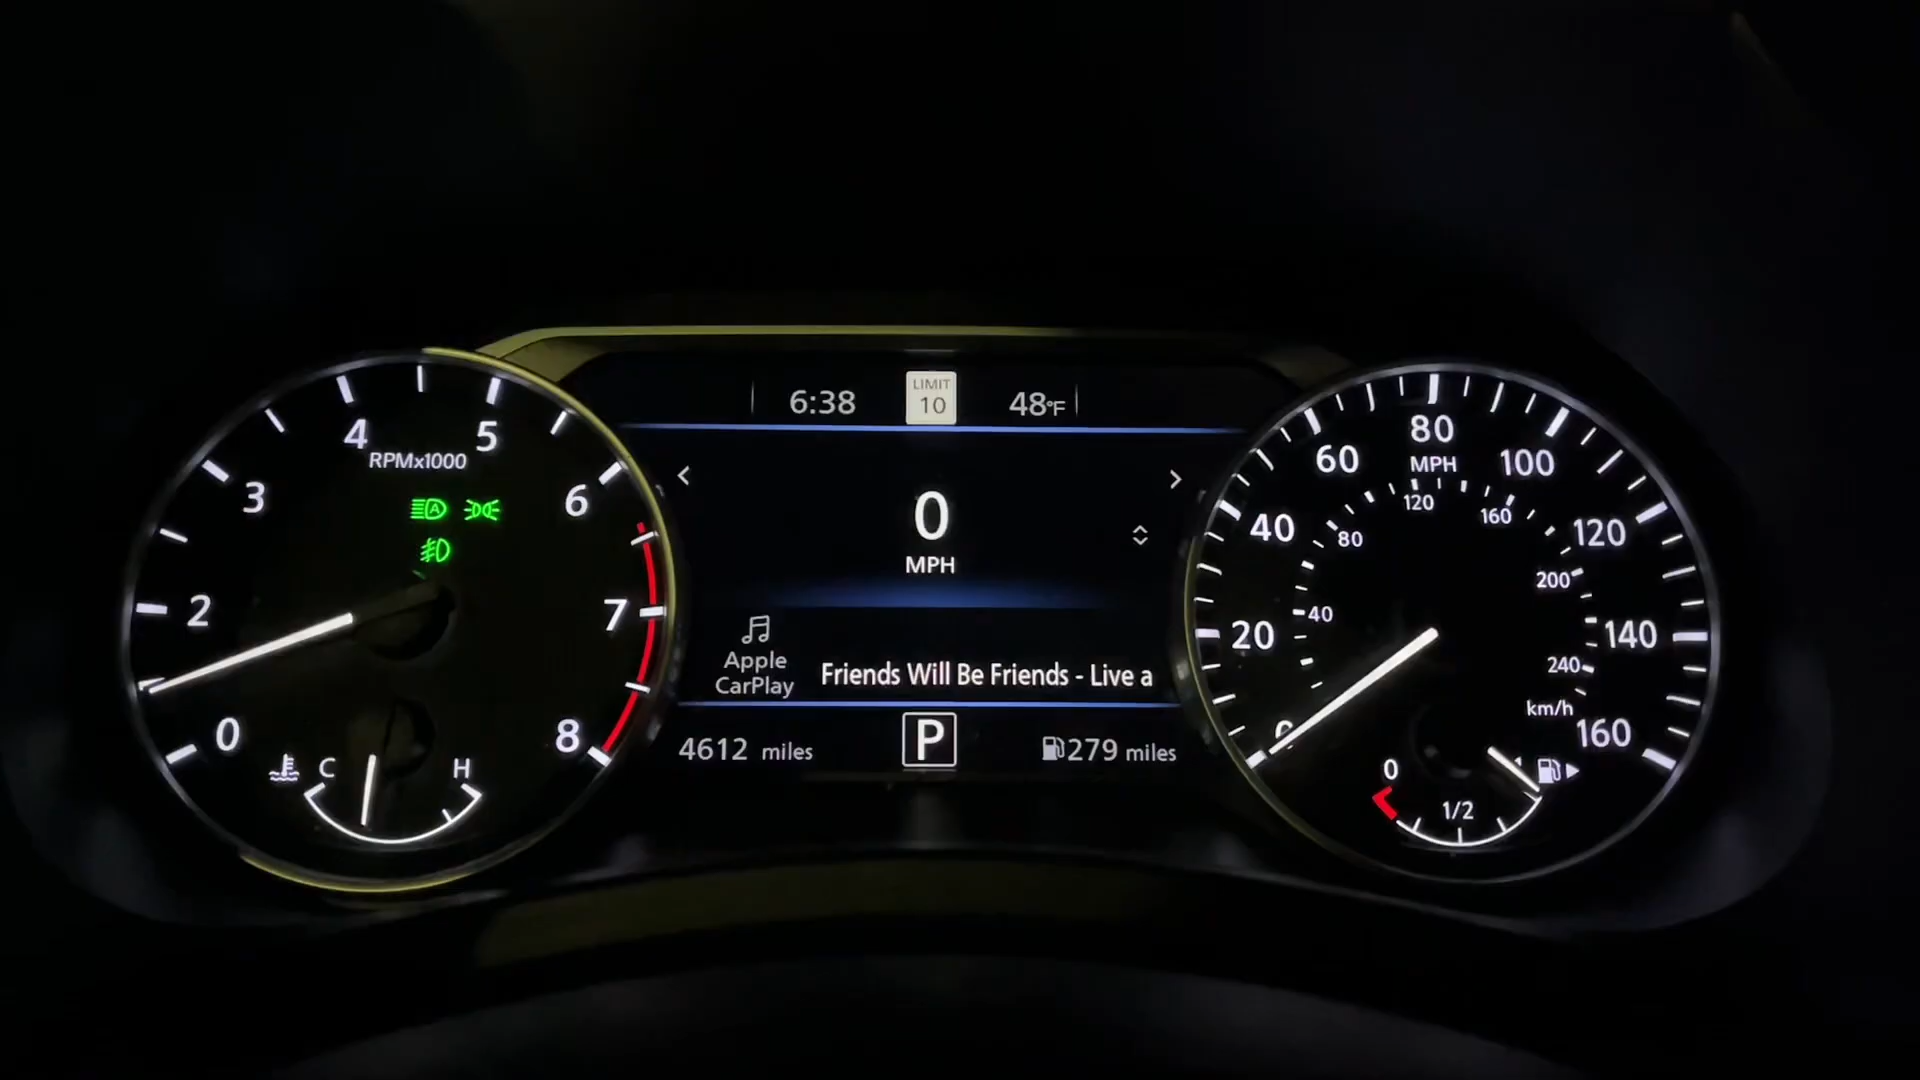 6:38
LIMIT
10
48°F
0
MPH
Apple
CarPlay
Friends Will Be Friends - Live a
4612 miles
P
279 miles
0
2
3
4
5
6
7
8
RPMx1000
A
C
H
0
20
40
60
80
100
120
140
160
MPH
40
80
120
160
200
240
km/h
0
1/2
1